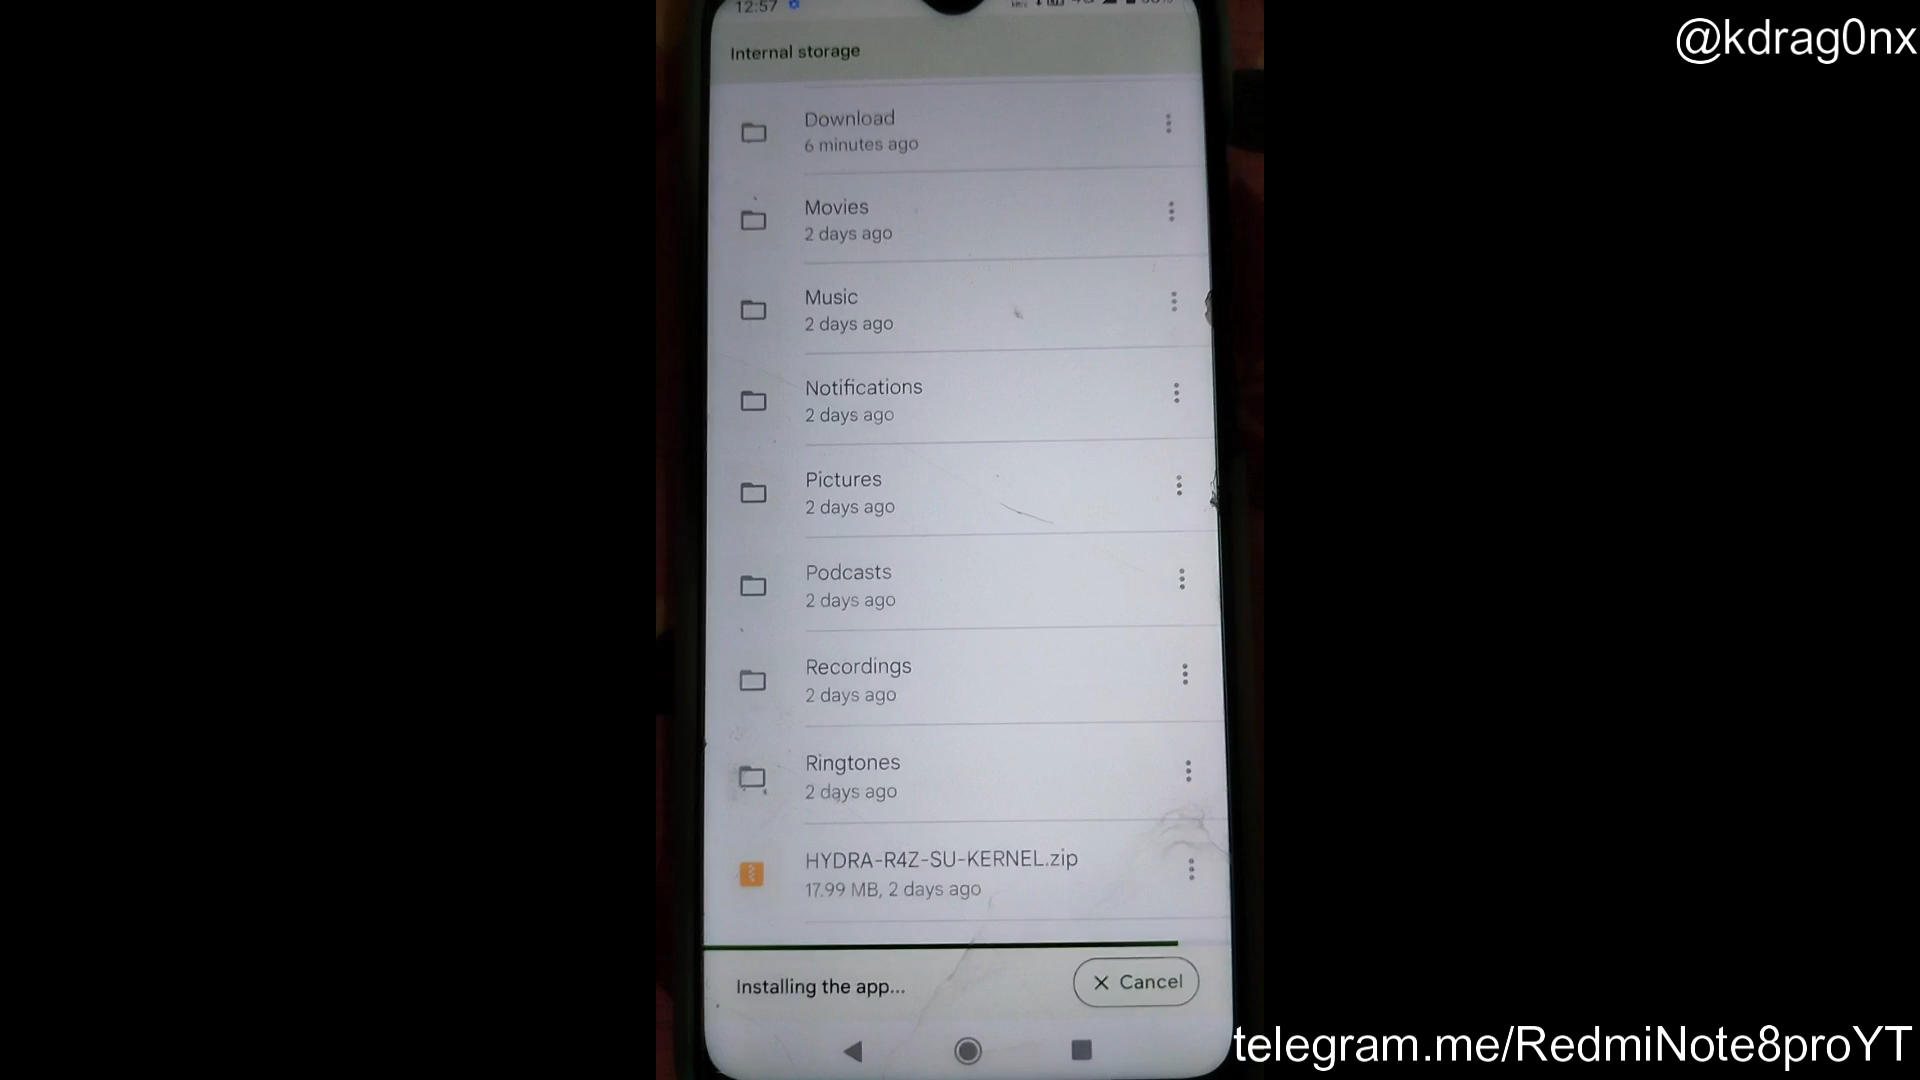 @kdrag0nx
12:57
Internal storage
Download
6 minutes ago
Movies
2 days ago
Music
2 days ago
Notifications
2 days ago
Pictures
2 days ago
Podcasts
2 days ago
Recordings
2 days ago
Ringtones
2 days ago
HYDRA-R4Z-SU-KERNEL.zip
17.99 MB, 2 days ago
Installing the app...
Cancel
telegram.me/RedmiNote8proYT